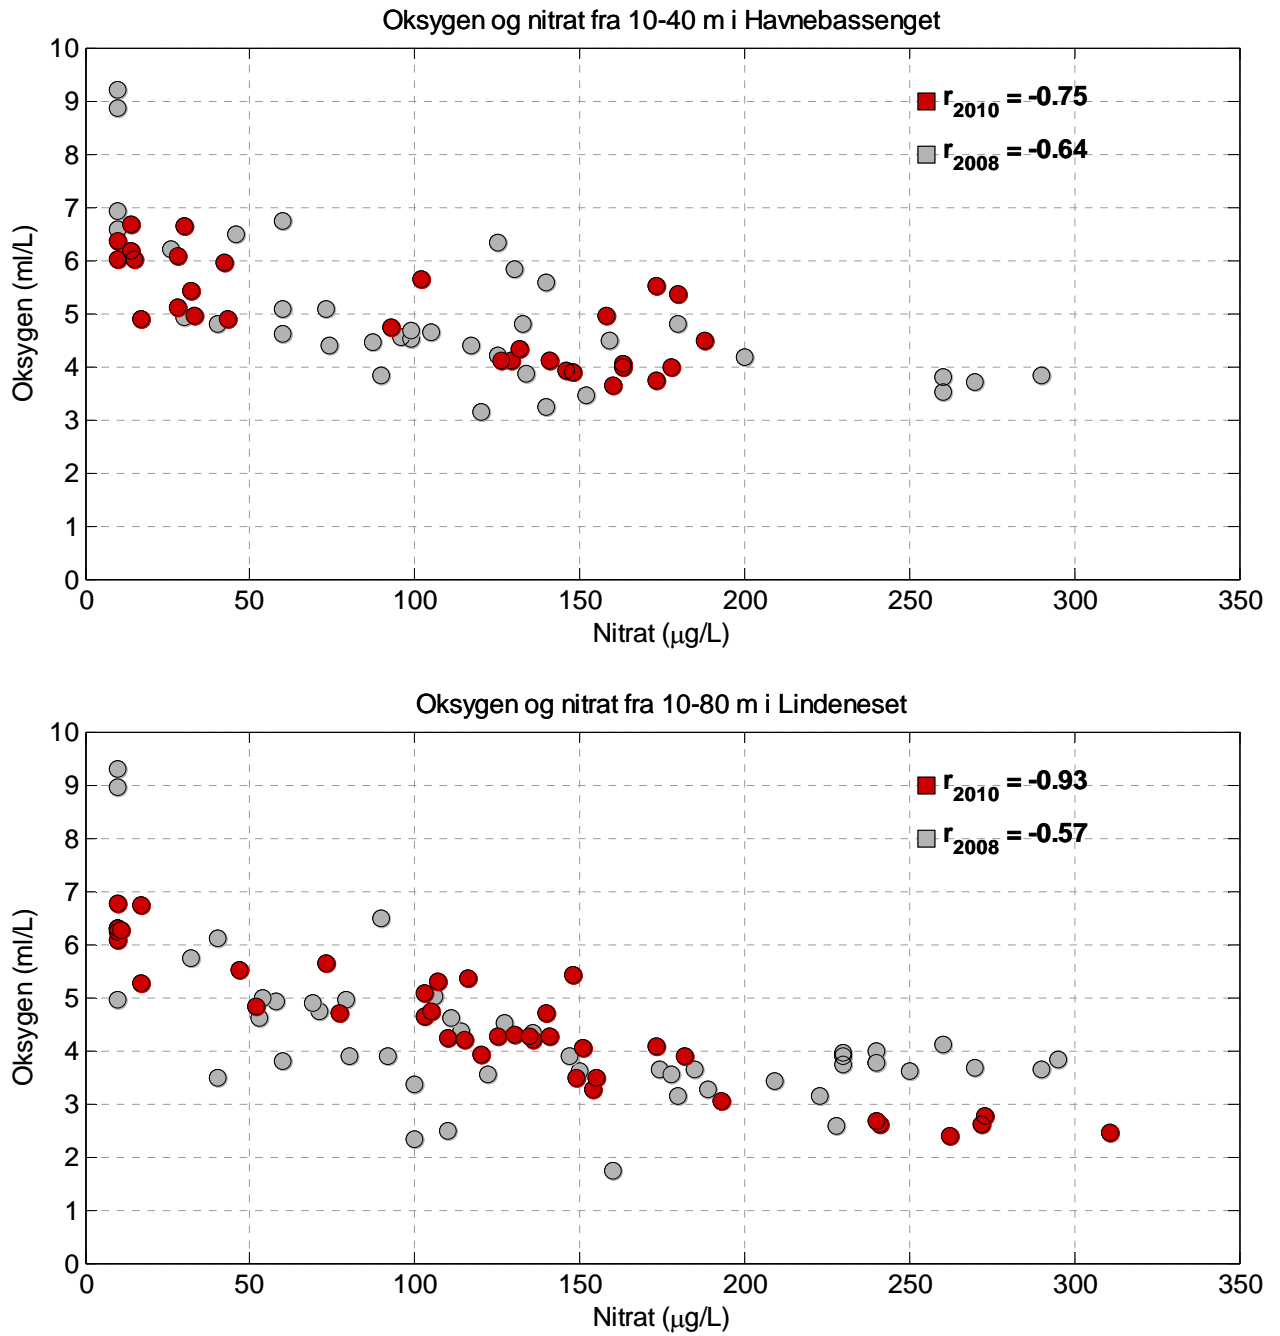 Oksygen og nitrat fra 10-40 m i Havnebassenget
10
9
8
7
6
5
4
3
2
1
0
Oksygen (ml/L)
r2010 = -0.75
r2008 = -0.64
0 50 100 150 200 250 300 350
Nitrat (µg/L)
Oksygen og nitrat fra 10-80 m i Lindeneset
10
9
8
7
6
5
4
3
2
1
0
Oksygen (ml/L)
r2010 = -0.93
r2008 = -0.57
0 50 100 150 200 250 300 350
Nitrat (µg/L)